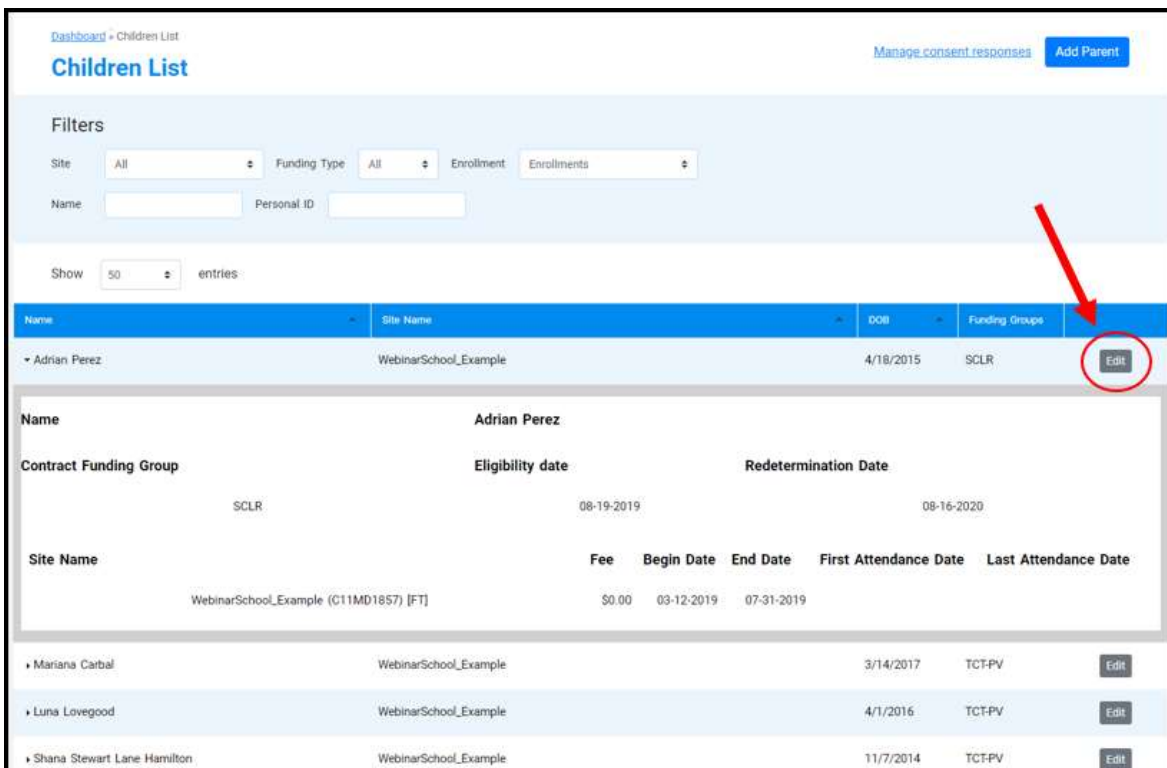 Dashboard » Children List
Children List
Manage consent responses
Add Parent
Filters
Site All Funding Type All Enrollment Enrollments
Name Personal ID
Show 50 entries
Name Site Name DOB Funding Groups
Adrian Perez WebinarSchool_Example 4/18/2015 SCLR Edit
Name Adrian Perez
Contract Funding Group Eligibility date Redetermination Date
SCLR 08-19-2019 08-16-2020
Site Name Fee Begin Date End Date First Attendance Date Last Attendance Date
WebinarSchool_Example (C11MD1857) [FT] $0.00 03-12-2019 07-31-2019
Mariana Carbal WebinarSchool_Example 3/14/2017 TCT-PV Edit
Luna Lovegood WebinarSchool_Example 4/1/2016 TCT-PV Edit
Shana Stewart Lane Hamilton WebinarSchool_Example 11/7/2014 TCT-PV Edit